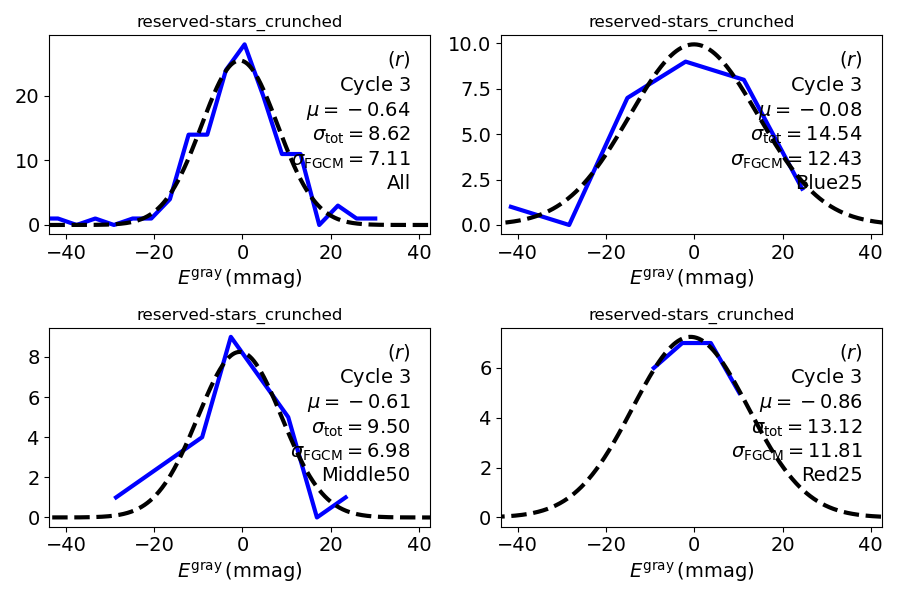 reserved-stars_crunched
(r)
Cycle 3
μ = −0.64
σtot = 8.62
σFGCM = 7.11
All
20
10
0
−40 −20 0 20 40
Egray (mmag)
reserved-stars_crunched
(r)
Cycle 3
μ = −0.08
σtot = 14.54
σFGCM = 12.43
Blue25
10.0
7.5
5.0
2.5
0.0
−40 −20 0 20 40
Egray (mmag)
reserved-stars_crunched
(r)
Cycle 3
μ = −0.61
σtot = 9.50
σFGCM = 6.98
Middle50
8
6
4
2
0
−40 −20 0 20 40
Egray (mmag)
reserved-stars_crunched
(r)
Cycle 3
μ = −0.86
σtot = 13.12
σFGCM = 11.81
Red25
6
4
2
0
−40 −20 0 20 40
Egray (mmag)